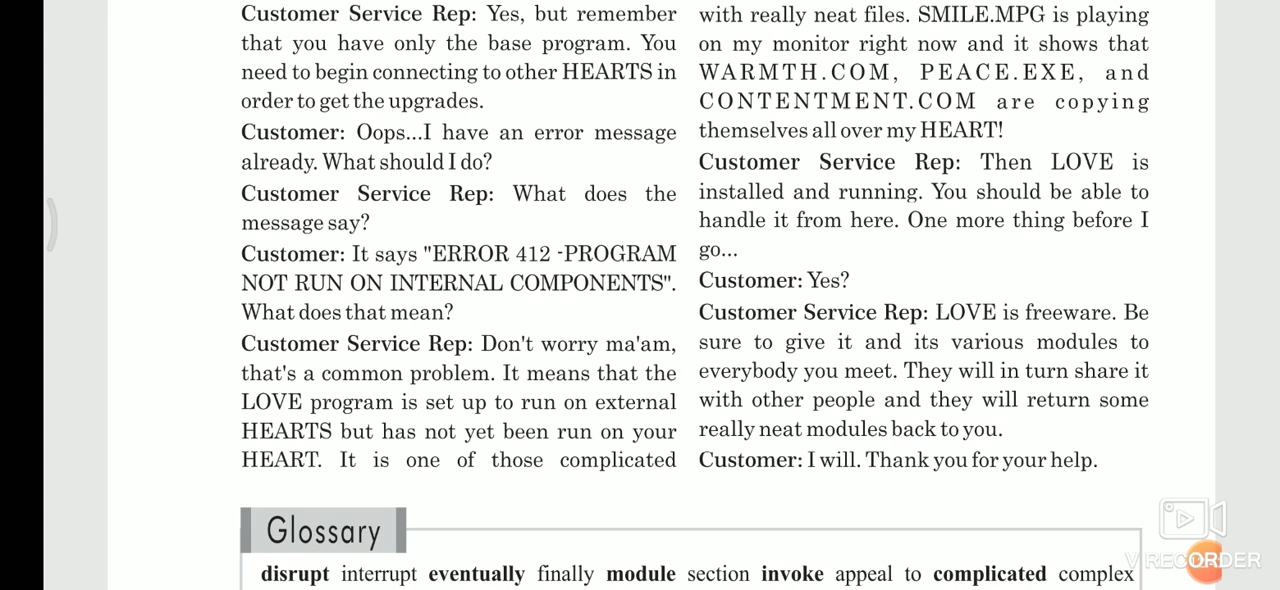 Customer Service Rep: Yes, but remember
that you have only the base program. You
need to begin connecting to other HEARTS in
order to get the upgrades.
Customer: Oops...I have an error message
already. What should I do?
Customer Service Rep: What does the
message say?
Customer: It says "ERROR 412 -PROGRAM
NOT RUN ON INTERNAL COMPONENTS".
What does that mean?
Customer Service Rep: Don't worry ma'am,
that's a common problem. It means that the
LOVE program is set up to run on external
HEARTS but has not yet been run on your
HEART. It is one of those complicated
with really neat files. SMILE.MPG is playing
on my monitor right now and it shows that
WARMTH.COM, PEACE.EXE, and
CONTENTMENT.COM are copying
themselves all over my HEART!
Customer Service Rep: Then LOVE is
installed and running. You should be able to
handle it from here. One more thing before I
go...
Customer: Yes?
Customer Service Rep: LOVE is freeware. Be
sure to give it and its various modules to
everybody you meet. They will in turn share it
with other people and they will return some
really neat modules back to you.
Customer: I will. Thank you for your help.
Glossary
disrupt interrupt eventually finally module section invoke appeal to complicated complex